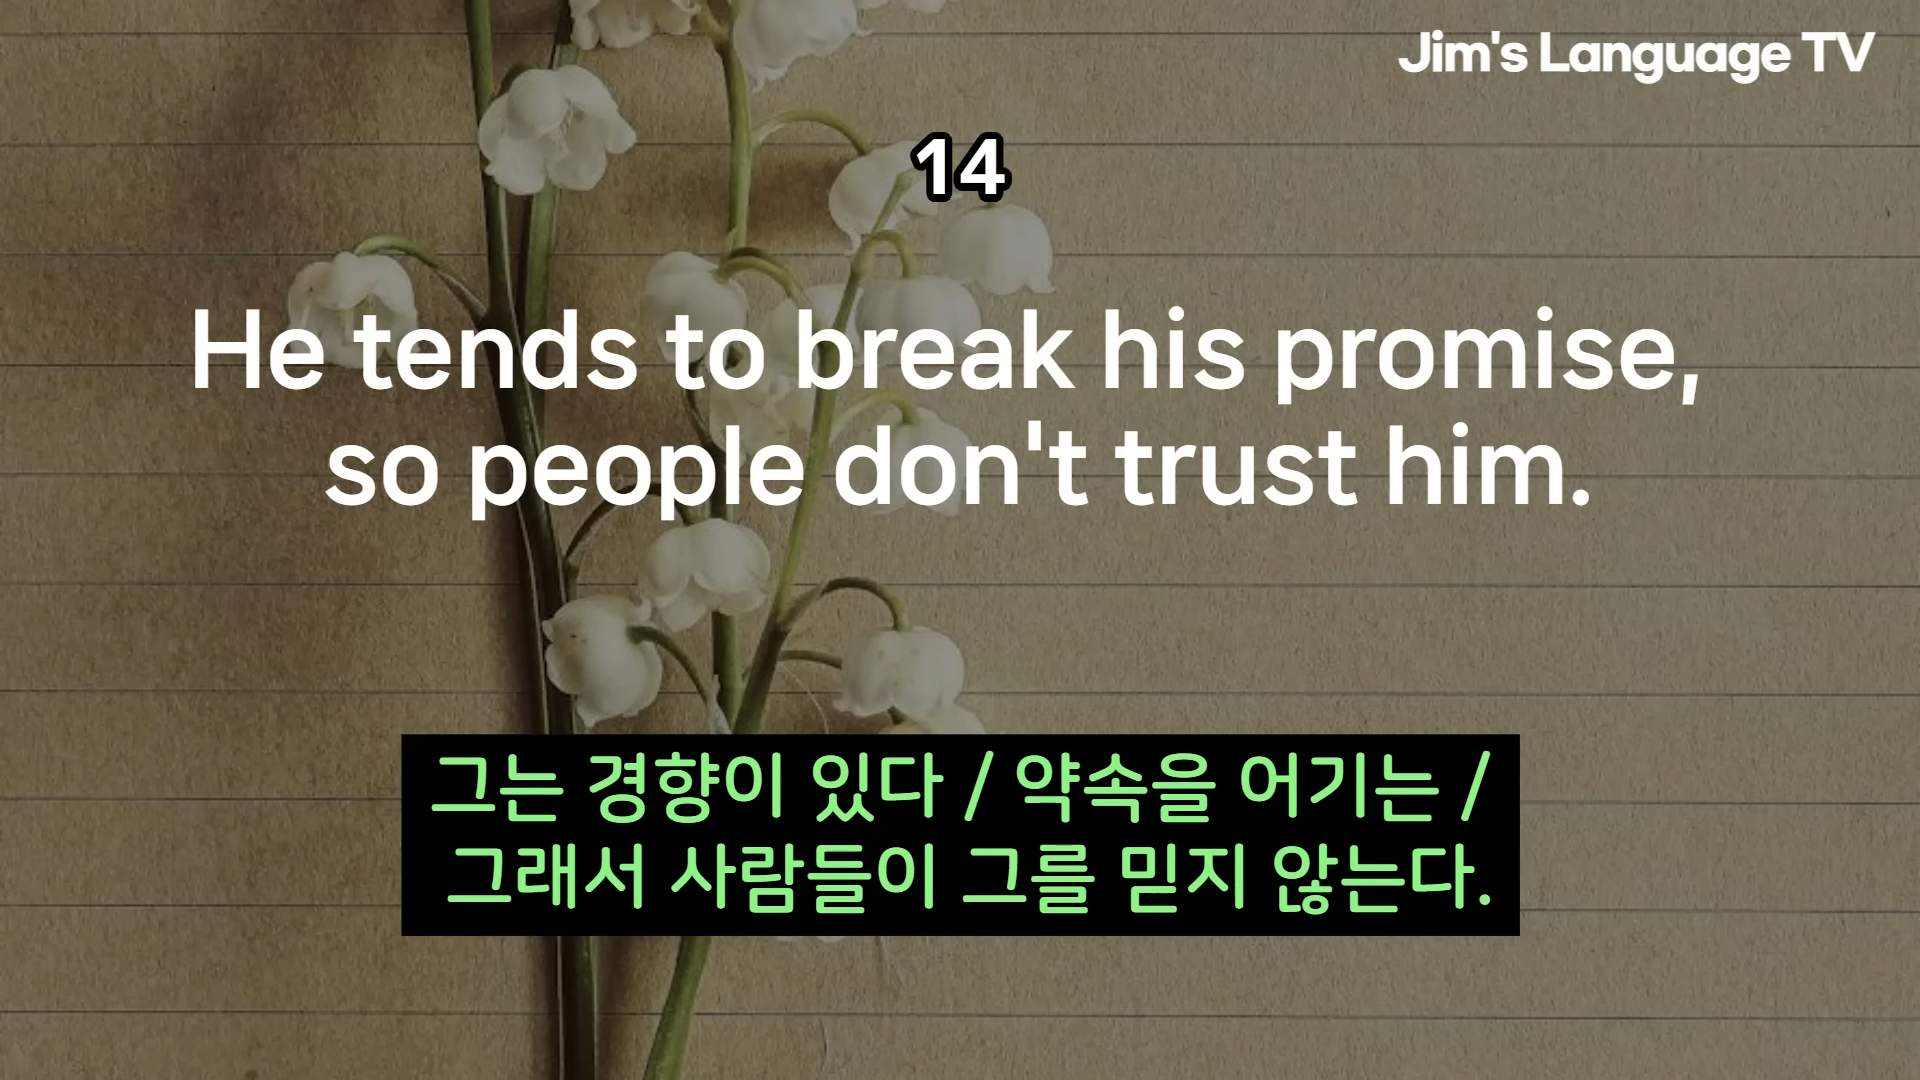 Jim's Language TV
14
He tends to break his promise,
so people don't trust him.
그는 경향이 있다 / 약속을 어기는 /
그래서 사람들이 그를 믿지 않는다.